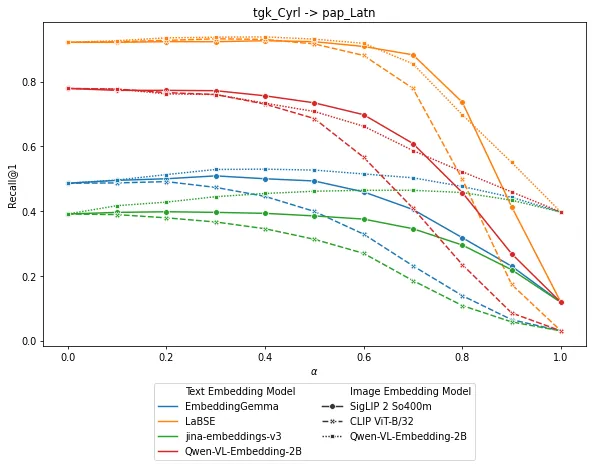 tgk_Cyrl -> pap_Latn
Recall@1
0.8
0.6
0.4
0.2
0.0
0.0 0.2 0.4 0.6 0.8 1.0
α
Text Embedding Model Image Embedding Model
EmbeddingGemma SigLIP 2 So400m
LaBSE CLIP ViT-B/32
jina-embeddings-v3 Qwen-VL-Embedding-2B
Qwen-VL-Embedding-2B